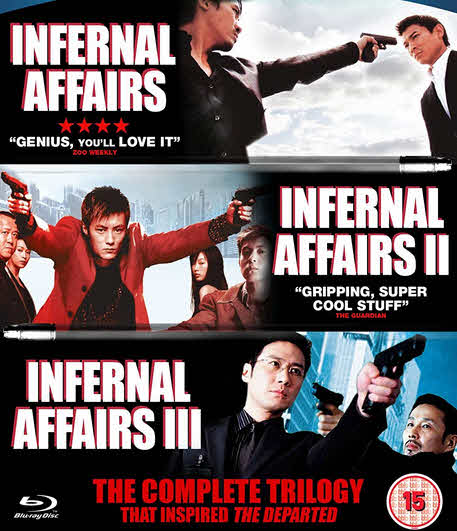 INFERNAL
AFFAIRS
★★★★
"GENIUS, YOU'LL LOVE IT"
ZOO WEEKLY
INFERNAL
AFFAIRS II
"GRIPPING, SUPER
COOL STUFF"
THE GUARDIAN
INFERNAL
AFFAIRS III
THE COMPLETE TRILOGY
THAT INSPIRED THE DEPARTED
Blu-ray Disc
15